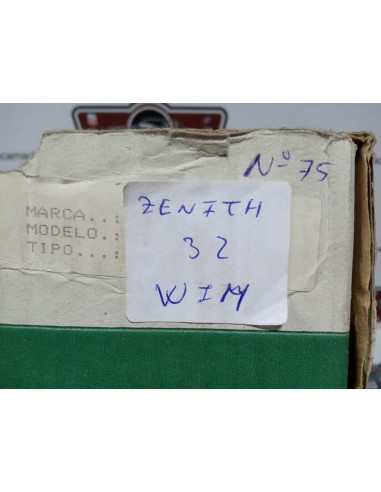 Nº 75
MARCA..:
MODELO.:
TIPO...:
ZENITH
32
WIM